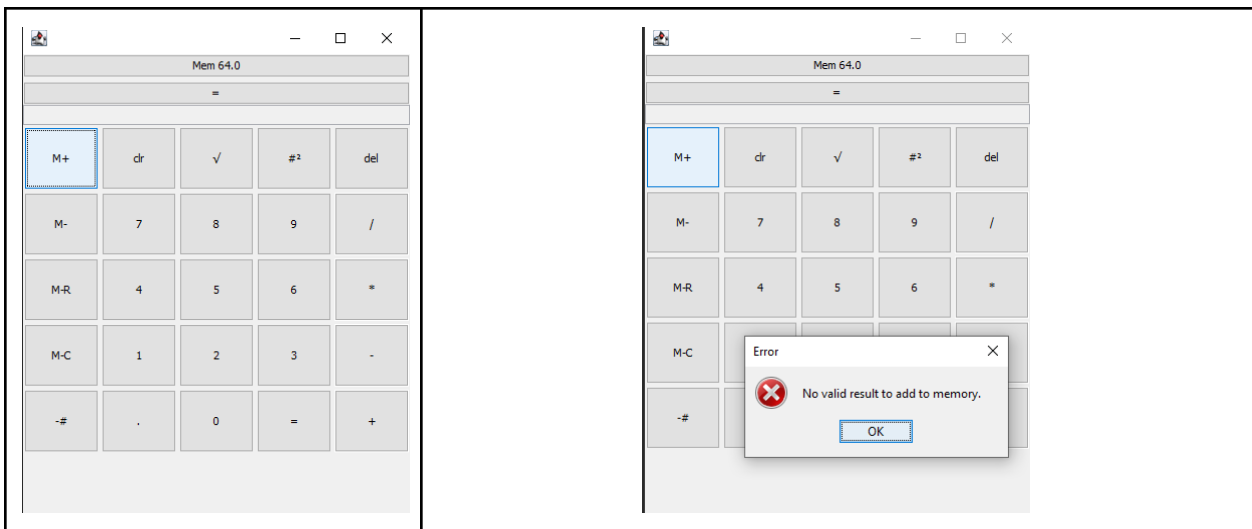 Mem 64.0
=
M+ clr √ #² del
M- 7 8 9 /
M-R 4 5 6 *
M-C 1 2 3 -
-# . 0 = +
Mem 64.0
=
M+ clr √ #² del
M- 7 8 9 /
M-R 4 5 6 *
M-C
Error
No valid result to add to memory.
-#
OK